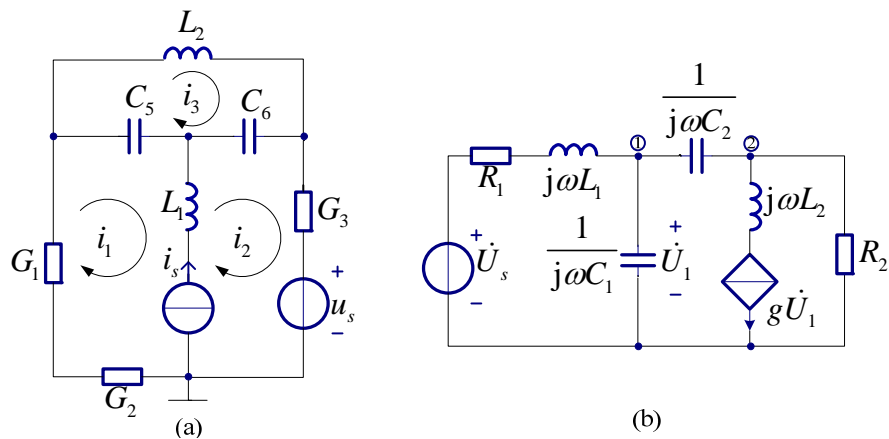 L₂
C₅ i₃ C₆
L₁ G₃
G₁ i₁ i₂
iₛ
+ uₛ −
G₂
(a)
1/(jωC₂)
① ②
R₁ jωL₁ jωL₂
+ U̇ₛ − 1/(jωC₁) + U̇₁ − R₂
gU̇₁
(b)